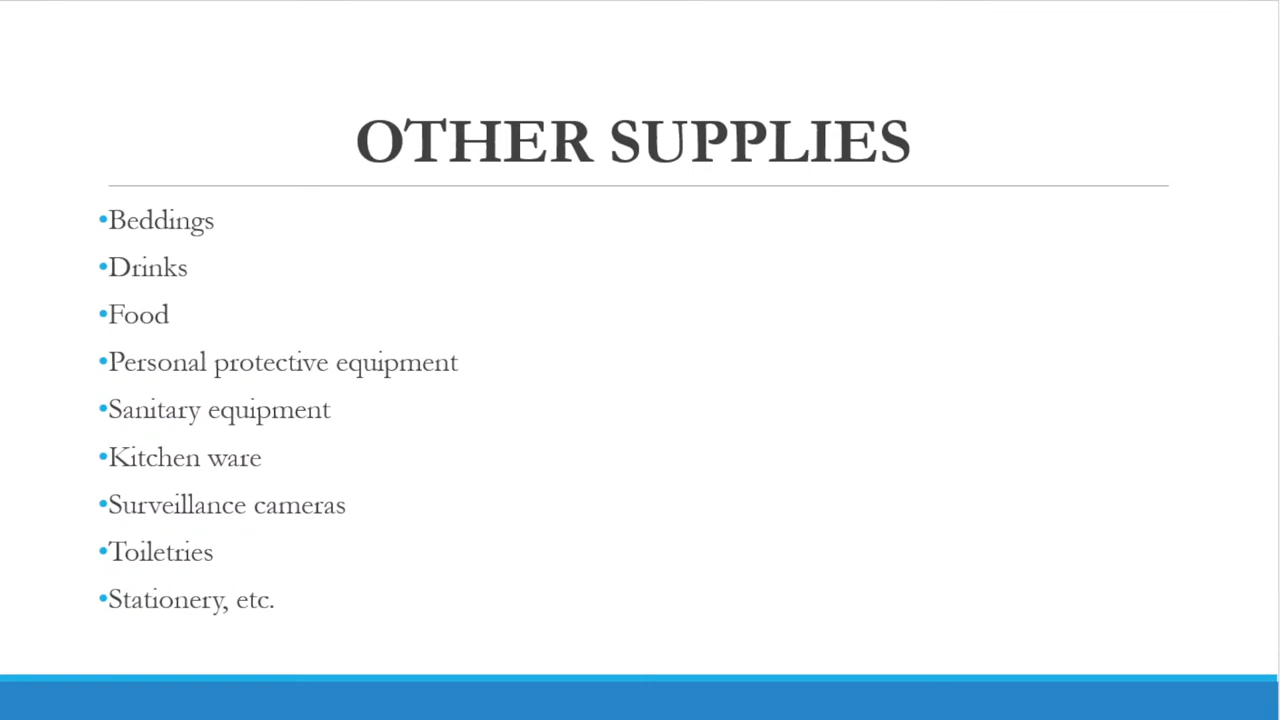 OTHER SUPPLIES
•Beddings
•Drinks
•Food
•Personal protective equipment
•Sanitary equipment
•Kitchen ware
•Surveillance cameras
•Toiletries
•Stationery, etc.